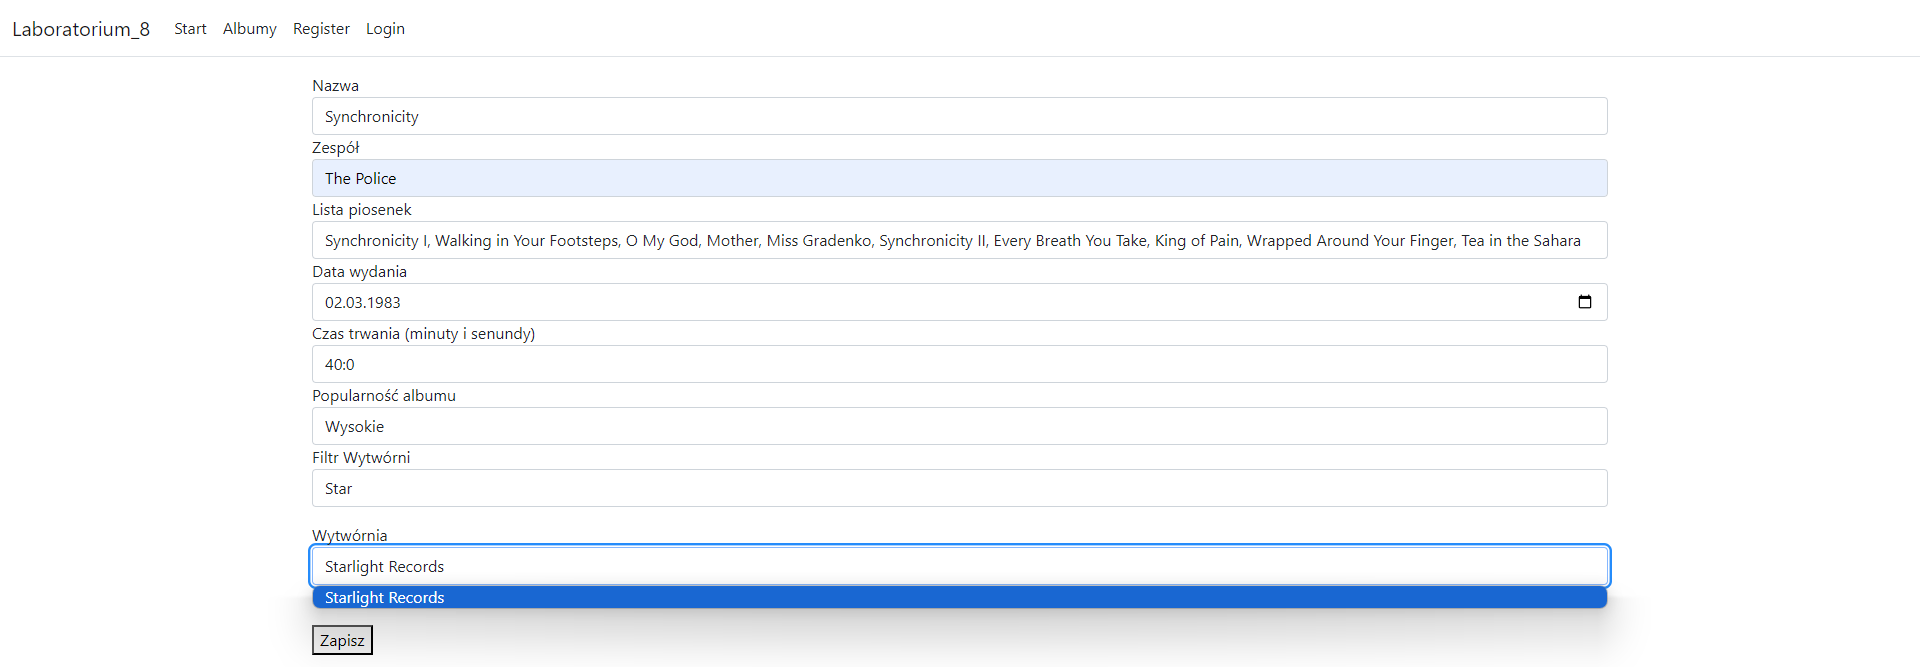 Laboratorium_8 Start Albumy Register Login
Nazwa
Synchronicity
Zespół
The Police
Lista piosenek
Synchronicity I, Walking in Your Footsteps, O My God, Mother, Miss Gradenko, Synchronicity II, Every Breath You Take, King of Pain, Wrapped Around Your Finger, Tea in the Sahara
Data wydania
02.03.1983
Czas trwania (minuty i senundy)
40:0
Popularność albumu
Wysokie
Filtr Wytwórni
Star
Wytwórnia
Starlight Records
Starlight Records
Zapisz